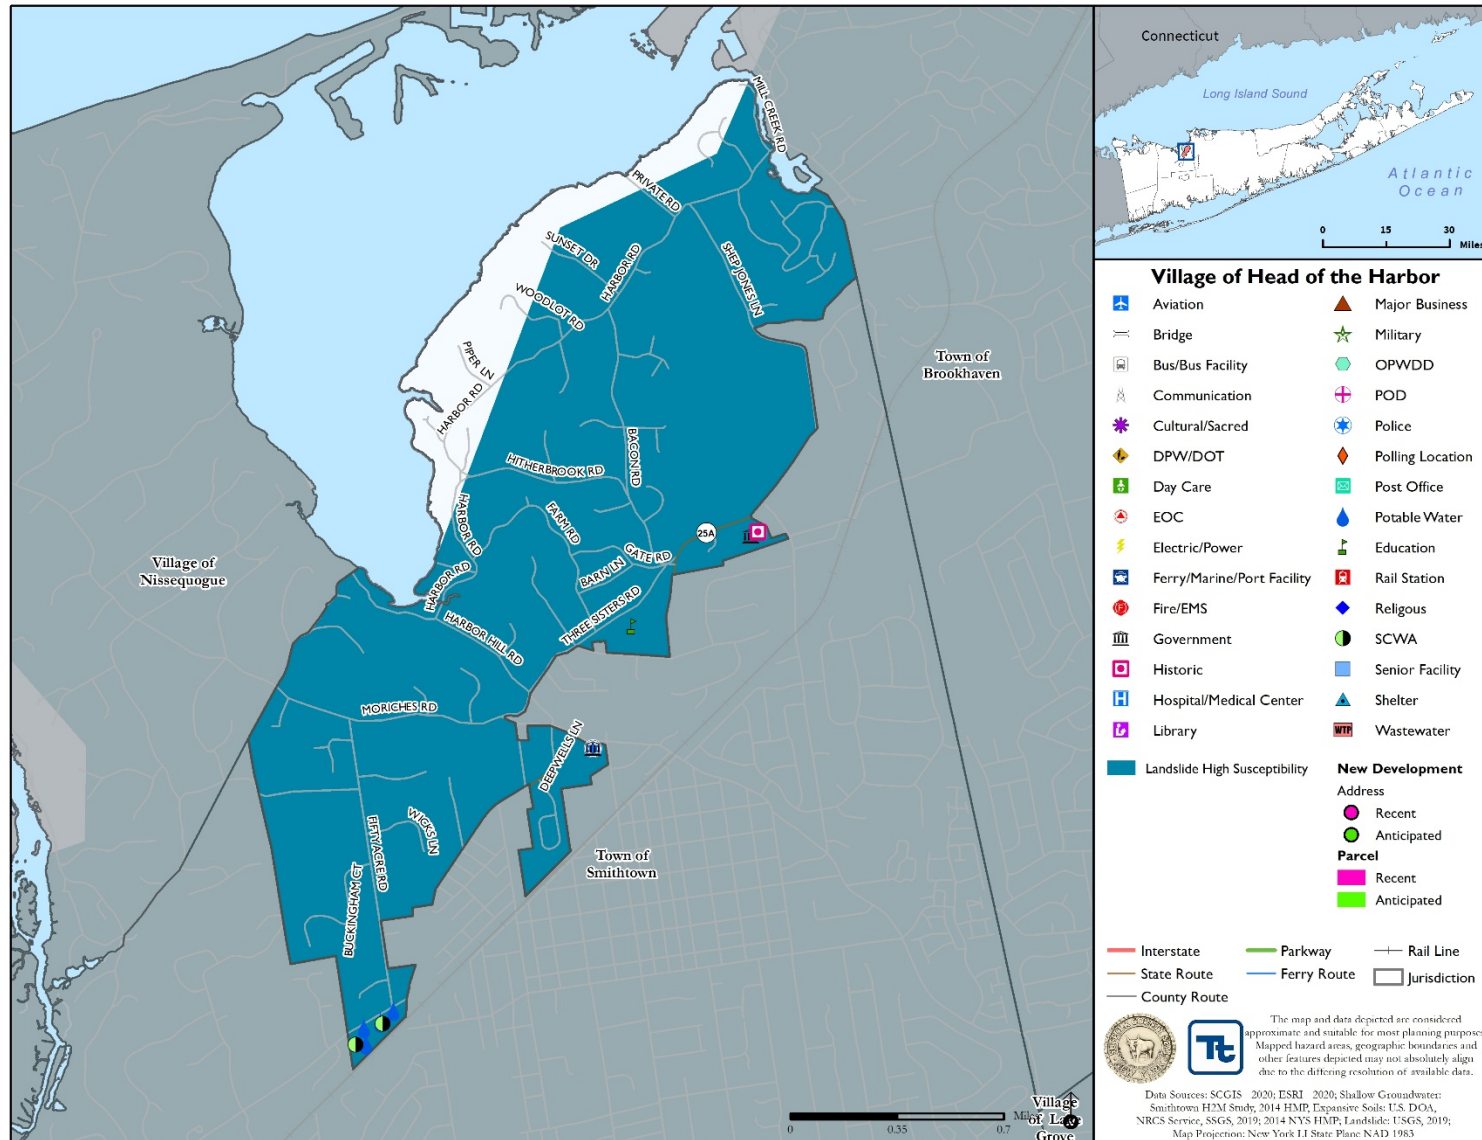 MILL CREEK RD
PRIVATE RD
SUNSET DR
HARBOR RD
SHEP JONES LN
WOODLOT RD
PIPER LN
HARBOR RD
BACON RD
HITHERBROOK RD
HARBOR RD
FARM RD
25A
GATE RD
BARN LN
HARBOR RD
THREE SISTERS RD
HARBOR HILL RD
MORICHES RD
DEEPWELLS LN
WICKS LN
FIFTY ACRE RD
BUCKINGHAM CT
Town of
Brookhaven
Village of
Nissequogue
Town of
Smithtown
Village
of Lake
Grove
Miles
0 0.35 0.7
Connecticut
Long Island Sound
Atlantic
Ocean
0 15 30
Miles
Village of Head of the Harbor
Aviation
Bridge
Bus/Bus Facility
Communication
Cultural/Sacred
DPW/DOT
Day Care
EOC
Electric/Power
Ferry/Marine/Port Facility
Fire/EMS
Government
Historic
Hospital/Medical Center
Library
Landslide High Susceptibility
Major Business
Military
OPWDD
POD
Police
Polling Location
Post Office
Potable Water
Education
Rail Station
Religous
SCWA
Senior Facility
Shelter
WTP Wastewater
New Development
Address
Recent
Anticipated
Parcel
Recent
Anticipated
Interstate
State Route
County Route
Parkway
Ferry Route
Rail Line
Jurisdiction
Tt
The map and data depicted are considered
approximate and suitable for most planning purposes
Mapped hazard areas, geographic boundaries and
other features depicted may not absolutely align
due to the differing resolution of available data.
Data Sources: SCGIS 2020; ESRI 2020; Shallow Groundwater:
Smithtown H2M Study, 2014 HMP, Expansive Soils: U.S. DOA,
NRCS Service, SSGS, 2019; 2014 NYS HMP; Landslide: USGS, 2019;
Map Projection: New York LI State Plane NAD 1983